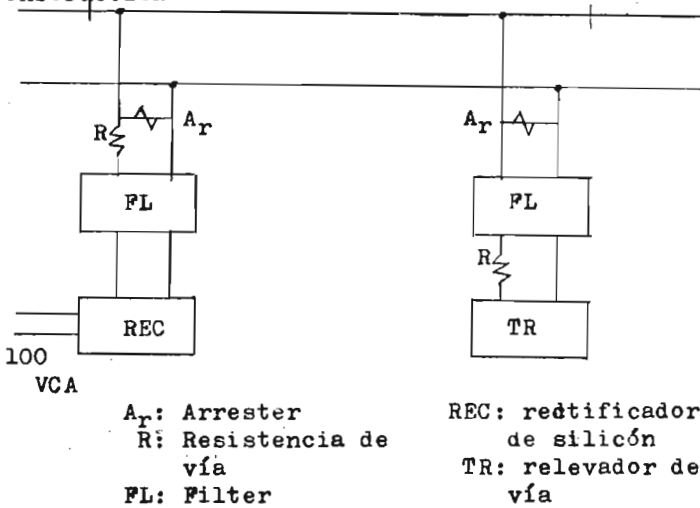 R Ar
Ar
FL
FL
R
REC
TR
100
VCA
Ar: Arrester
R: Resistencia de
vía
FL: Filter
REC: redtificador
de silicón
TR: relevador de
vía